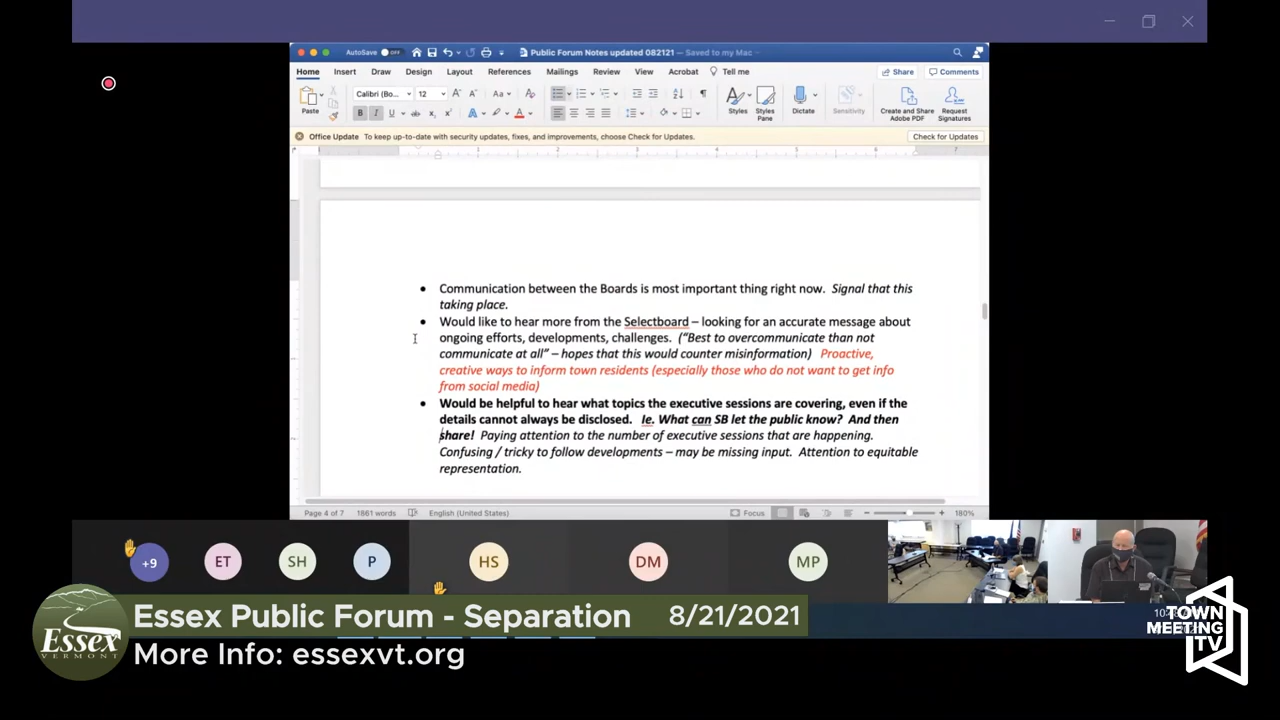 AutoSave OFF
Public Forum Notes updated 082121 — Saved to my Mac
Home Insert Draw Design Layout References Mailings Review View Acrobat Tell me
Share Comments
Paste
Calibri (Bo... 12
Styles
Styles Pane
Dictate
Sensitivity
Create and Share Adobe PDF
Request Signatures
Office Update To keep up-to-date with security updates, fixes, and improvements, choose Check for Updates.
Check for Updates
• Communication between the Boards is most important thing right now. Signal that this
taking place.
• Would like to hear more from the Selectboard – looking for an accurate message about
ongoing efforts, developments, challenges. (“Best to overcommunicate than not
communicate at all” – hopes that this would counter misinformation) Proactive,
creative ways to inform town residents (especially those who do not want to get info
from social media)
• Would be helpful to hear what topics the executive sessions are covering, even if the
details cannot always be disclosed. Ie. What can SB let the public know? And then
share! Paying attention to the number of executive sessions that are happening.
Confusing / tricky to follow developments – may be missing input. Attention to equitable
representation.
Page 4 of 7 1861 words English (United States) Focus 180%
+9 ET SH P HS DM MP
Essex Public Forum - Separation 8/21/2021
More Info: essexvt.org
Essex
VERMONT
TOWN
MEETING
TV